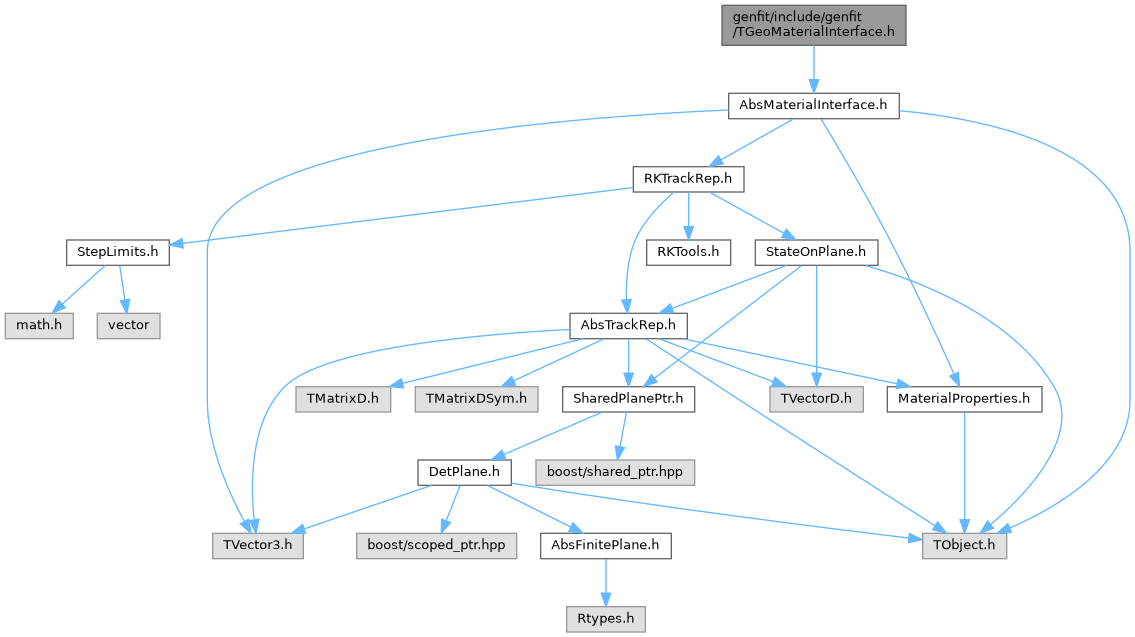 genfit/include/genfit
/TGeoMaterialInterface.h
AbsMaterialInterface.h
RKTrackRep.h
StepLimits.h
RKTools.h
StateOnPlane.h
math.h
vector
AbsTrackRep.h
TMatrixD.h
TMatrixDSym.h
SharedPlanePtr.h
TVectorD.h
MaterialProperties.h
DetPlane.h
boost/shared_ptr.hpp
TVector3.h
boost/scoped_ptr.hpp
AbsFinitePlane.h
TObject.h
Rtypes.h